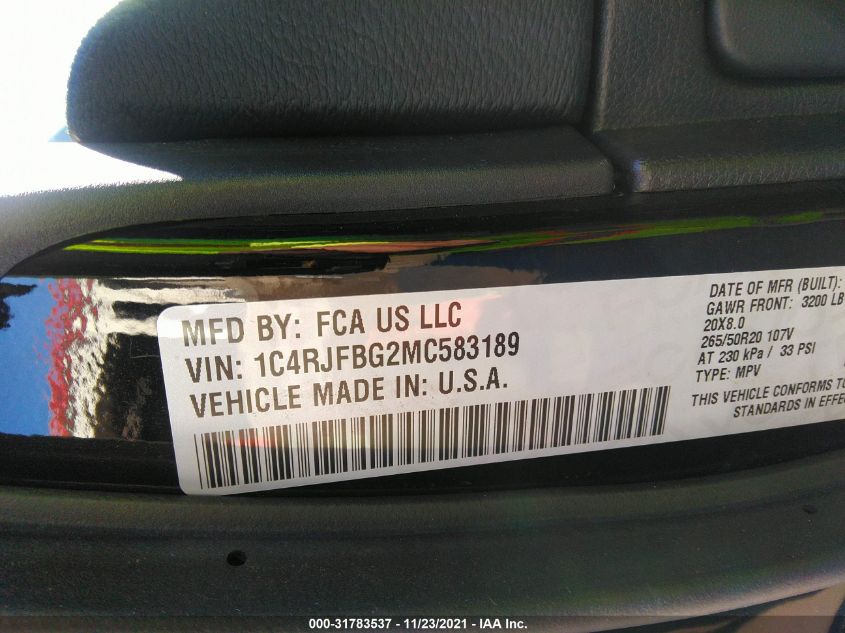 MFD BY: FCA US LLC
VIN: 1C4RJFBG2MC583189
VEHICLE MADE IN: U.S.A.
DATE OF MFR (BUILT):
GAWR FRONT: 3200 LB
20X8.0
265/50R20 107V
AT 230 kPa / 33 PSI
TYPE: MPV
THIS VEHICLE CONFORMS TO
STANDARDS IN EFFE
000-31783537 - 11/23/2021 - IAA Inc.